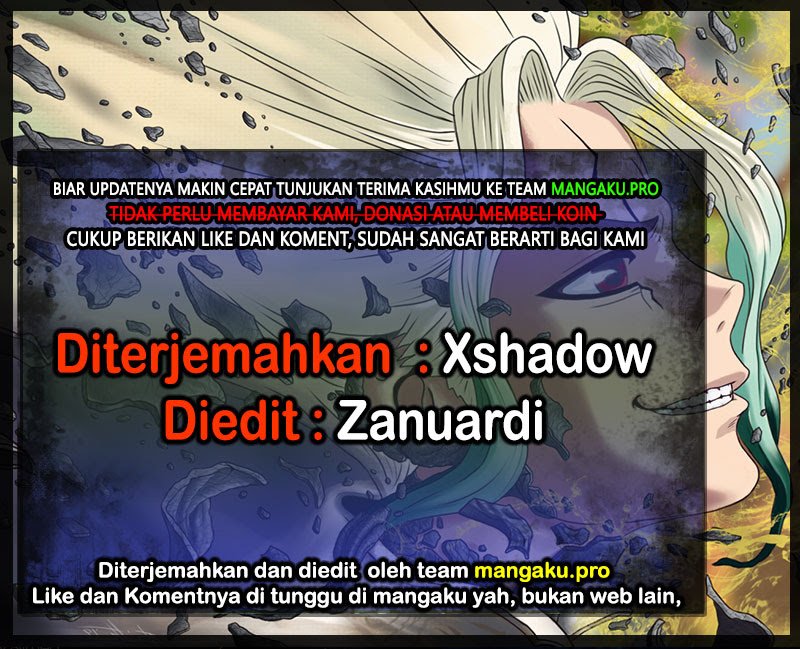 BIAR UPDATENYA MAKIN CEPAT TUNJUKAN TERIMA KASIHMU KE TEAM MANGAKU.PRO
TIDAK PERLU MEMBAYAR KAMI, DONASI ATAU MEMBELI KOIN
CUKUP BERIKAN LIKE DAN KOMENT, SUDAH SANGAT BERARTI BAGI KAMI
Diterjemahkan : Xshadow
Diedit : Zanuardi
Diterjemahkan dan diedit oleh team mangaku.pro
Like dan Komentnya di tunggu di mangaku yah, bukan web lain,